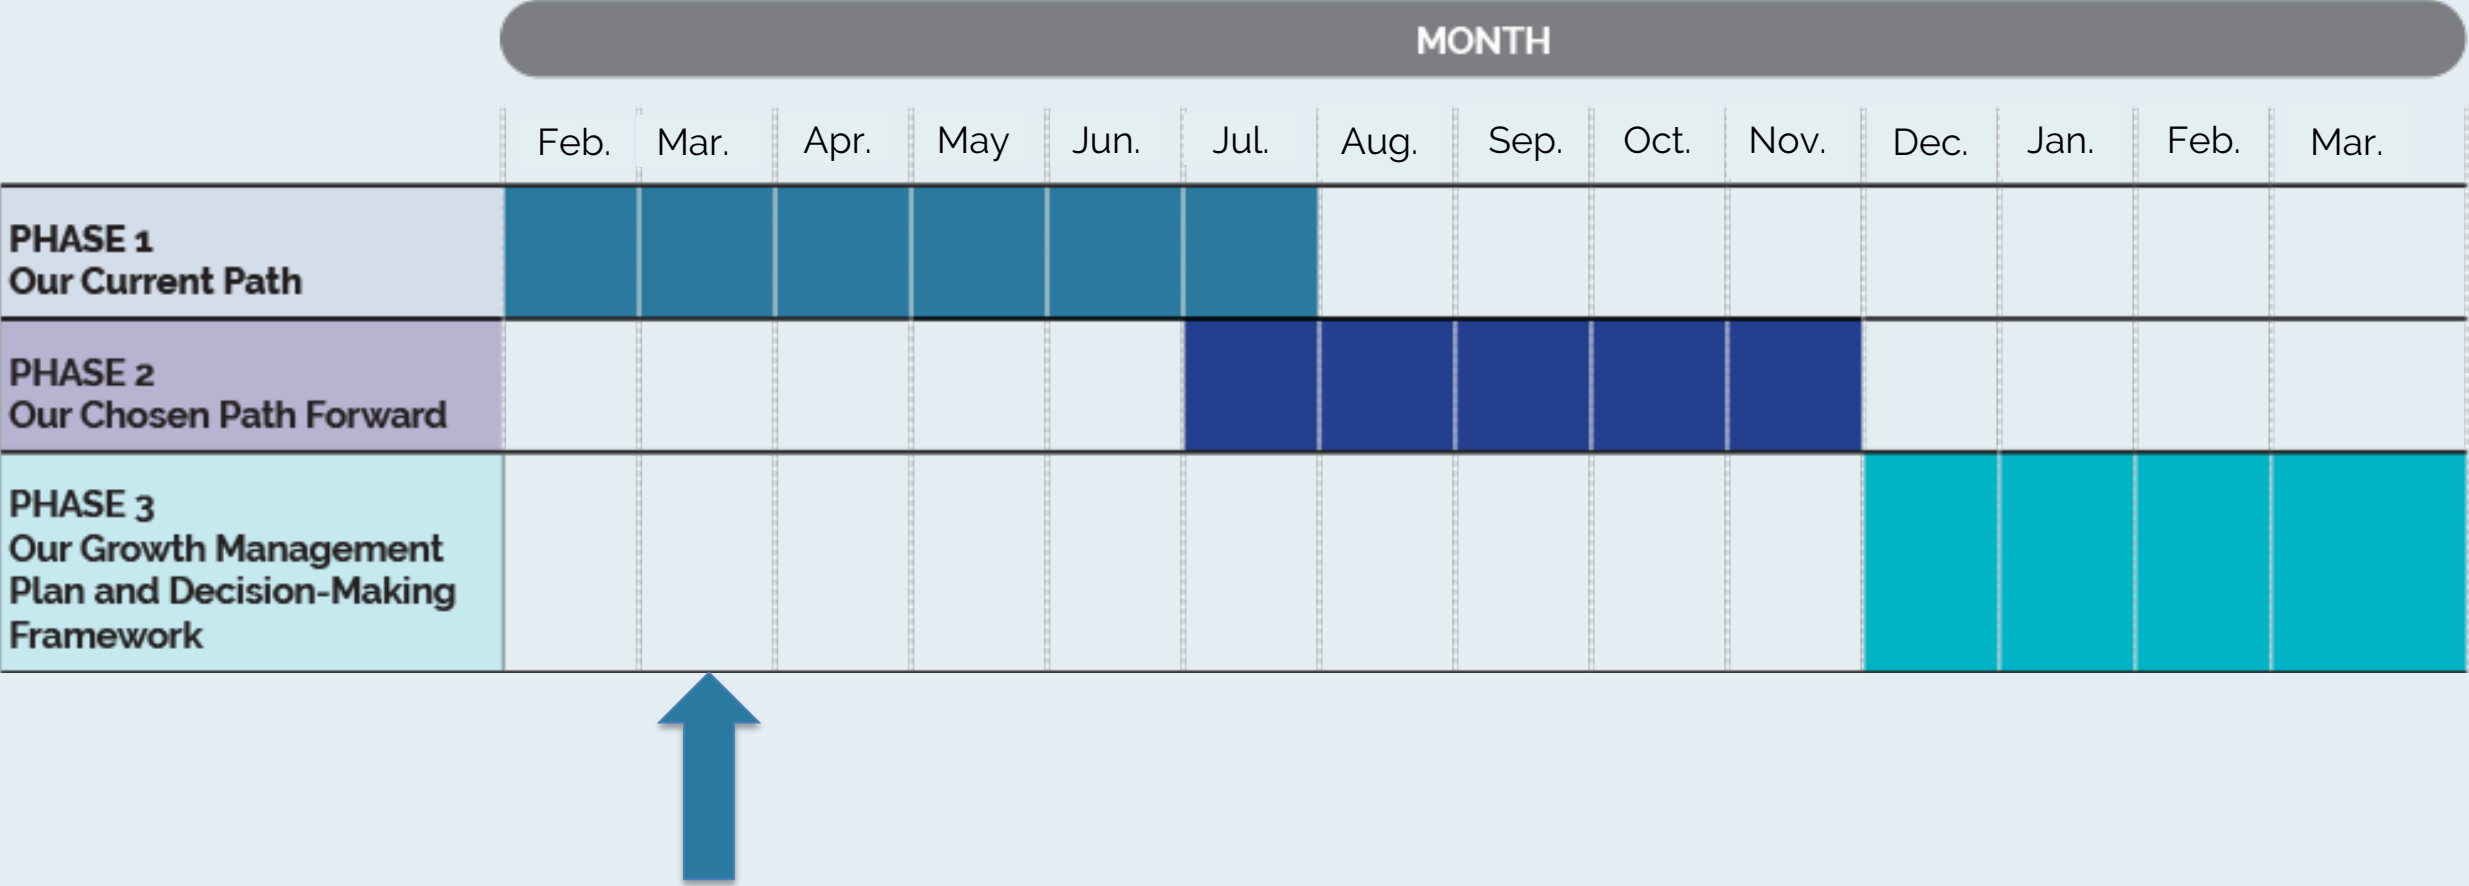 MONTH
Feb. Mar. Apr. May Jun. Jul. Aug. Sep. Oct. Nov. Dec. Jan. Feb. Mar.
PHASE 1
Our Current Path
PHASE 2
Our Chosen Path Forward
PHASE 3
Our Growth Management
Plan and Decision-Making
Framework